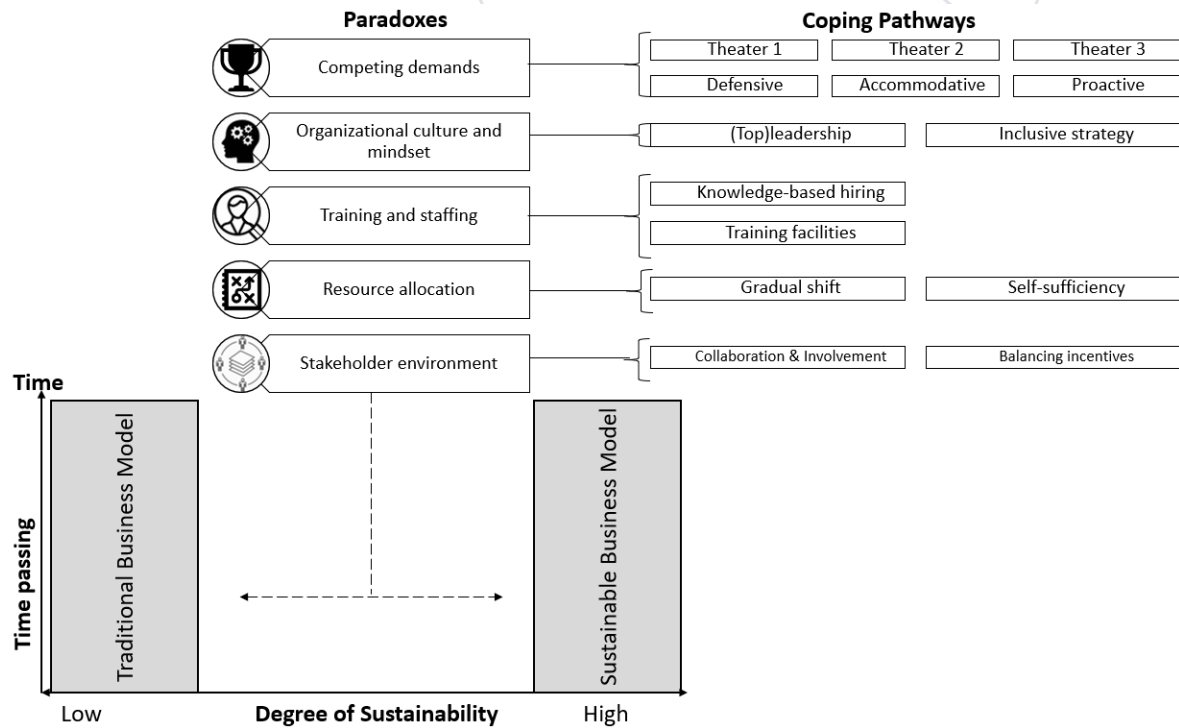 Paradoxes
Coping Pathways
Competing demands
Theater 1
Theater 2
Theater 3
Defensive
Accommodative
Proactive
Organizational culture and
mindset
(Top)leadership
Inclusive strategy
Training and staffing
Knowledge-based hiring
Training facilities
Resource allocation
Gradual shift
Self-sufficiency
Stakeholder environment
Collaboration & Involvement
Balancing incentives
Time
Time passing
Traditional Business Model
Sustainable Business Model
Low
Degree of Sustainability
High